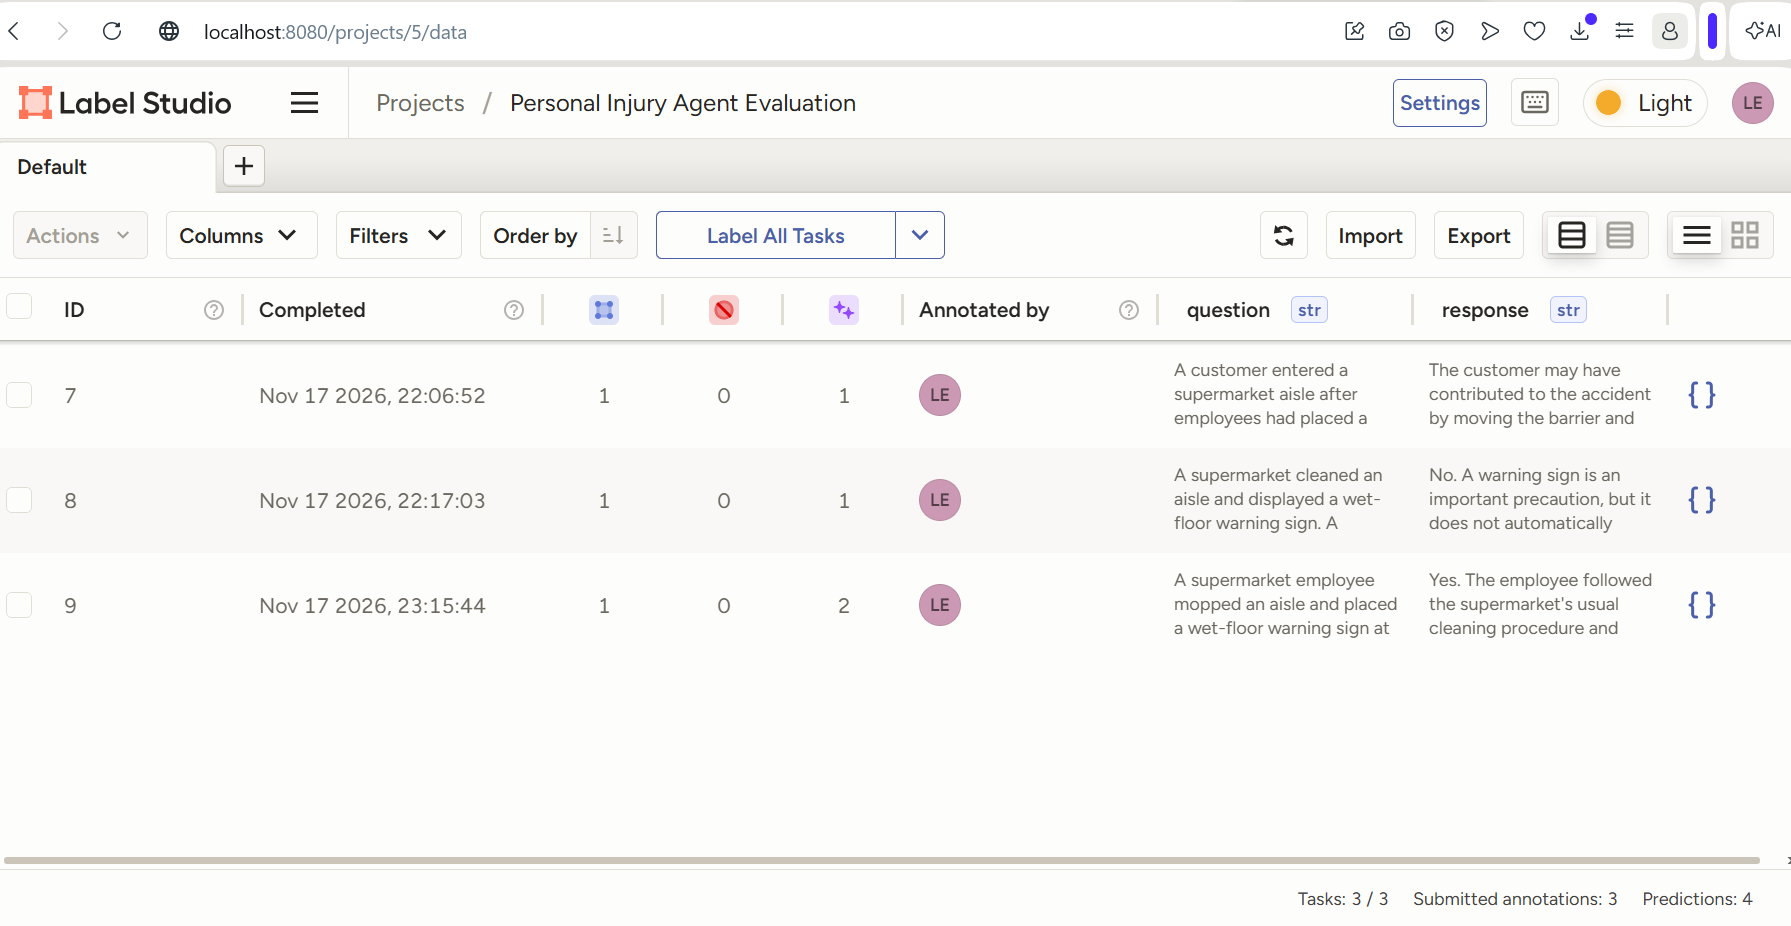 localhost:8080/projects/5/data
AI
Label Studio
Projects / Personal Injury Agent Evaluation
Settings
Light
LE
Default
+
Actions
Columns
Filters
Order by
Label All Tasks
Import
Export
ID
Completed
Annotated by
question str
response str
7
Nov 17 2026, 22:06:52
1
0
1
LE
A customer entered a
supermarket aisle after
employees had placed a
The customer may have
contributed to the accident
by moving the barrier and
{}
8
Nov 17 2026, 22:17:03
1
0
1
LE
A supermarket cleaned an
aisle and displayed a wet-
floor warning sign. A
No. A warning sign is an
important precaution, but it
does not automatically
{}
9
Nov 17 2026, 23:15:44
1
0
2
LE
A supermarket employee
mopped an aisle and placed
a wet-floor warning sign at
Yes. The employee followed
the supermarket's usual
cleaning procedure and
{}
Tasks: 3 / 3
Submitted annotations: 3
Predictions: 4